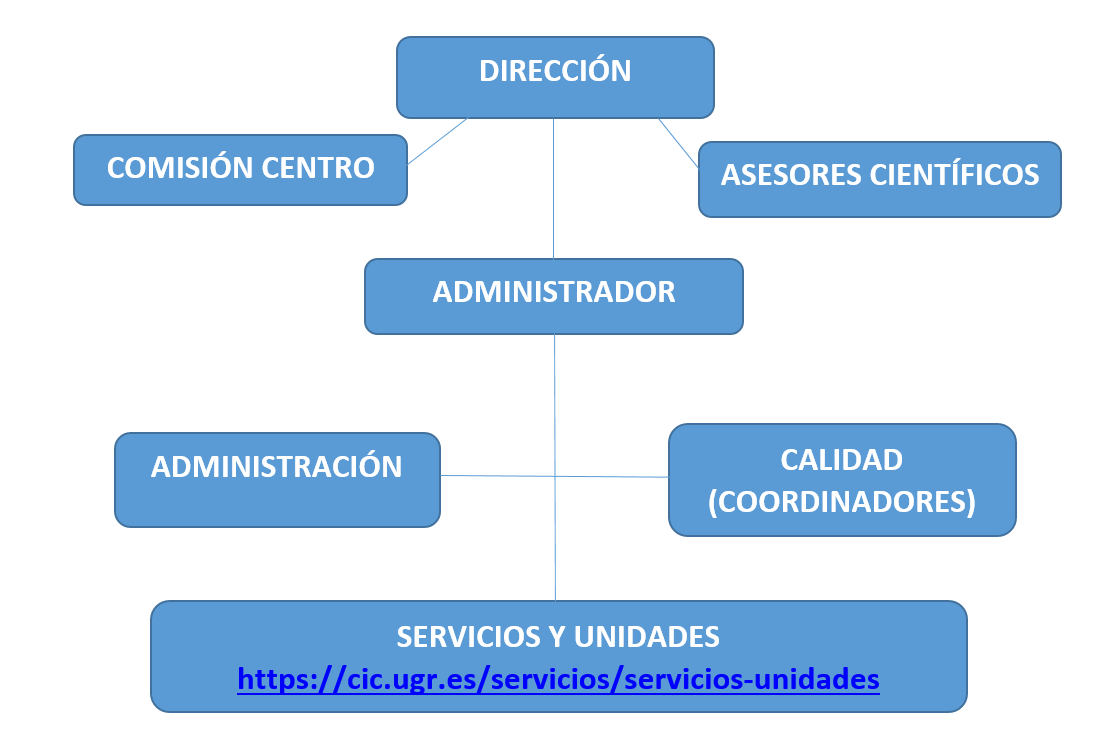 DIRECCIÓN
COMISIÓN CENTRO
ASESORES CIENTÍFICOS
ADMINISTRADOR
ADMINISTRACIÓN
CALIDAD
(COORDINADORES)
SERVICIOS Y UNIDADES
https://cic.ugr.es/servicios/servicios-unidades